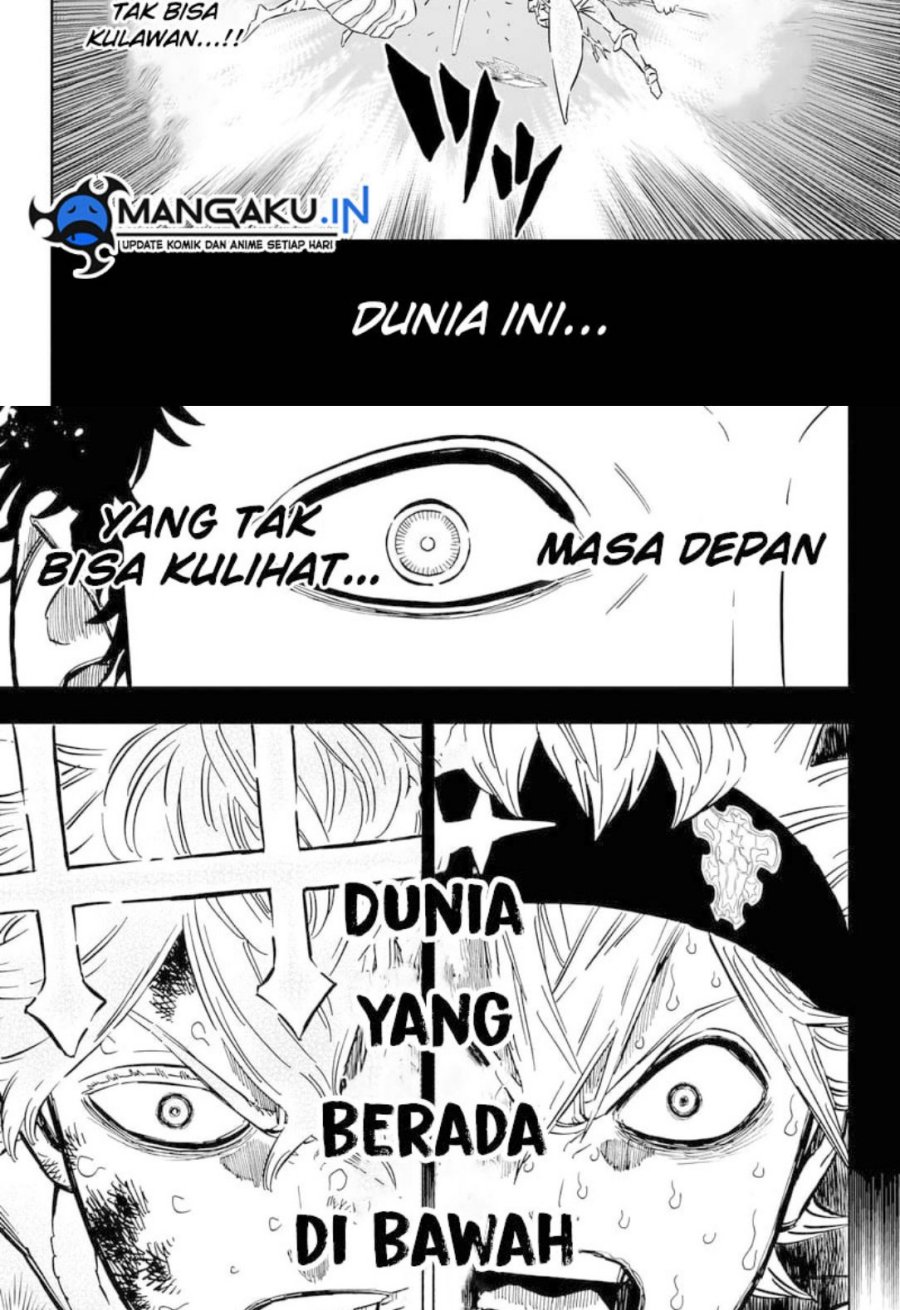 TAK BISA
KULAWAN...!!
MANGAKU.IN
UPDATE KOMIK DAN ANIME SETIAP HARI
DUNIA INI...
MASA DEPAN
YANG TAK
BISA KULIHAT...
DUNIA
YANG
BERADA
DI BAWAH